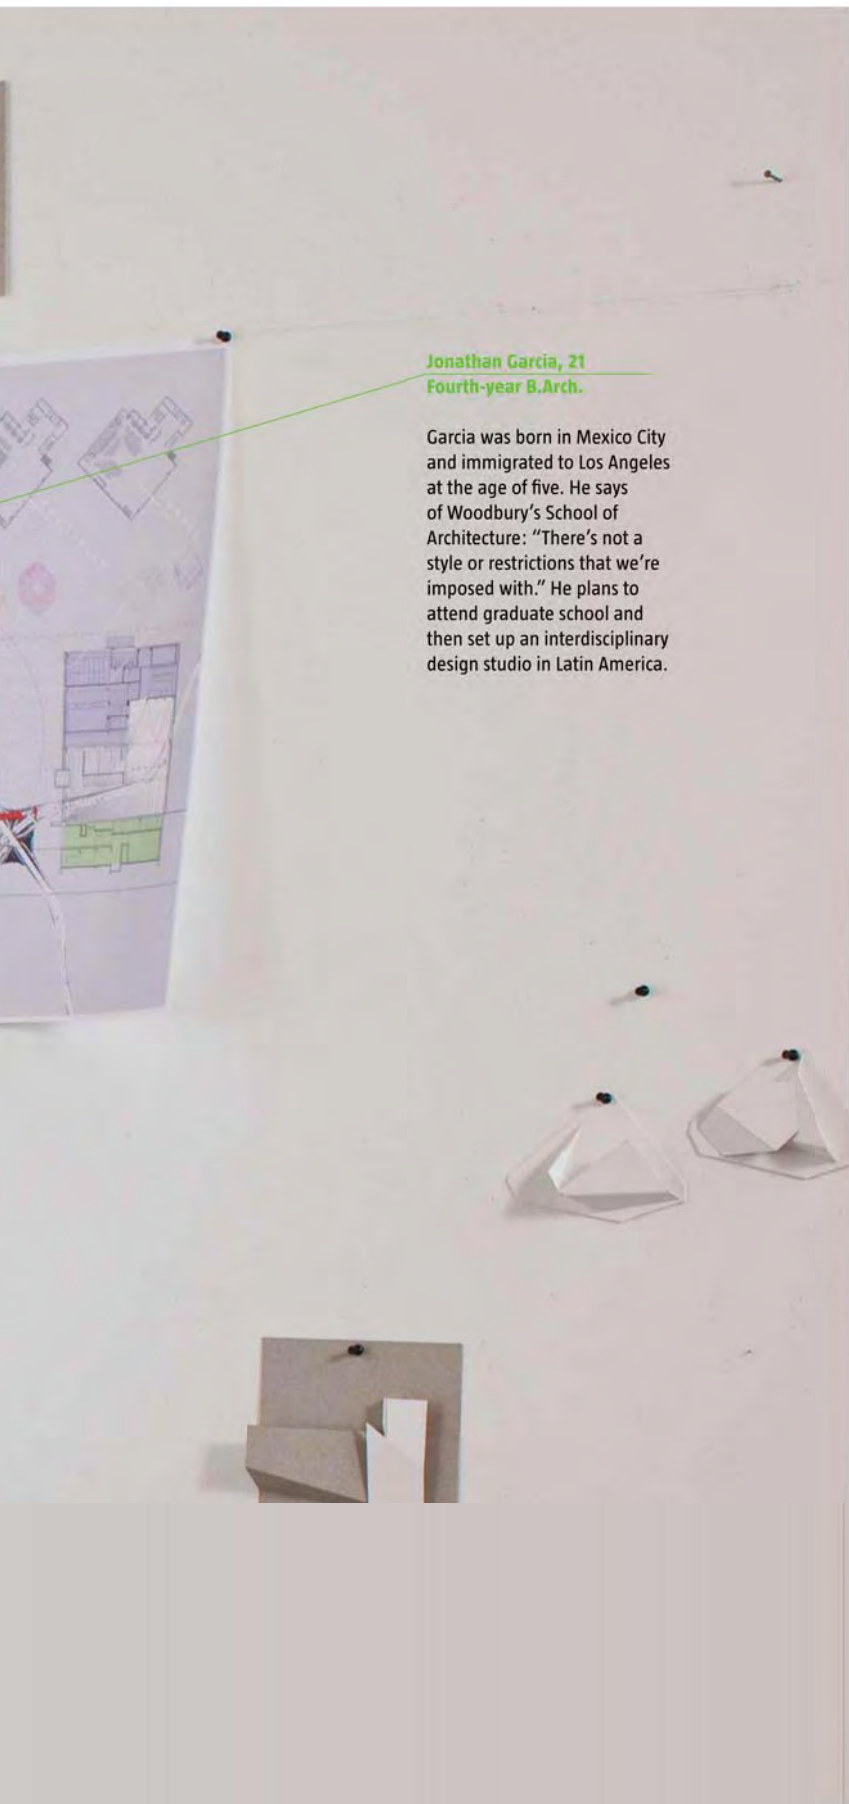 Jonathan Garcia, 21
Fourth-year B.Arch.
Garcia was born in Mexico City
and immigrated to Los Angeles
at the age of five. He says
of Woodbury’s School of
Architecture: “There’s not a
style or restrictions that we’re
imposed with.” He plans to
attend graduate school and
then set up an interdisciplinary
design studio in Latin America.